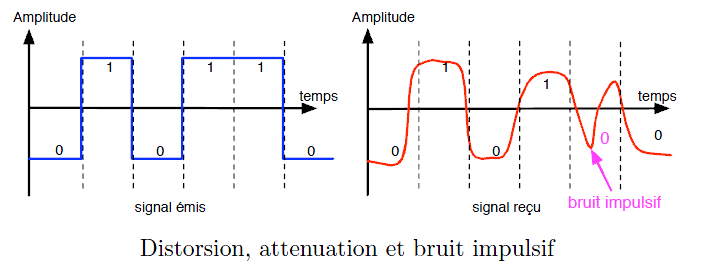 Amplitude
1 1 1
temps
0 0 0
signal émis
Amplitude
1
1
temps
0 0 0 0
bruit impulsif
signal reçu
Distorsion, attenuation et bruit impulsif